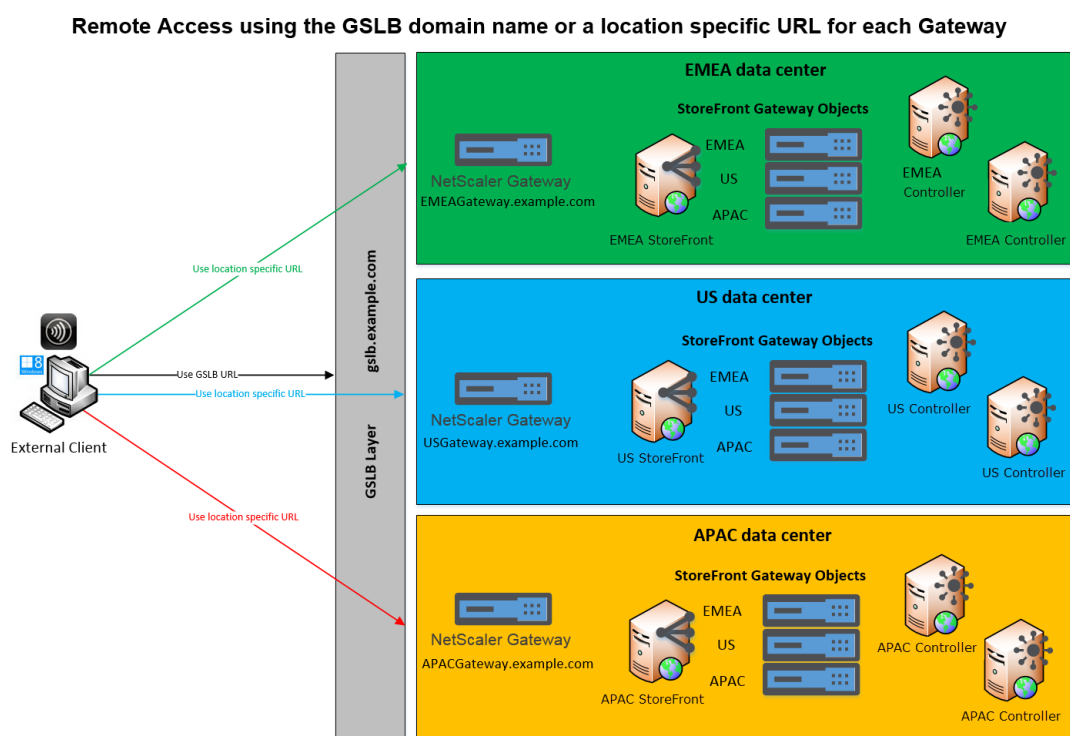 Remote Access using the GSLB domain name or a location specific URL for each Gateway
EMEA data center
StoreFront Gateway Objects
EMEA
US
APAC
NetScaler Gateway
EMEAGateway.example.com
EMEA StoreFront
EMEA
Controller
EMEA Controller
Use location specific URL
gslb.example.com
GSLB Layer
8
Windows
External Client
Use GSLB URL
Use location specific URL
Use location specific URL
US data center
StoreFront Gateway Objects
EMEA
US
APAC
NetScaler Gateway
USGateway.example.com
US StoreFront
US Controller
US Controller
APAC data center
StoreFront Gateway Objects
EMEA
US
APAC
NetScaler Gateway
APACGateway.example.com
APAC StoreFront
APAC Controller
APAC Controller